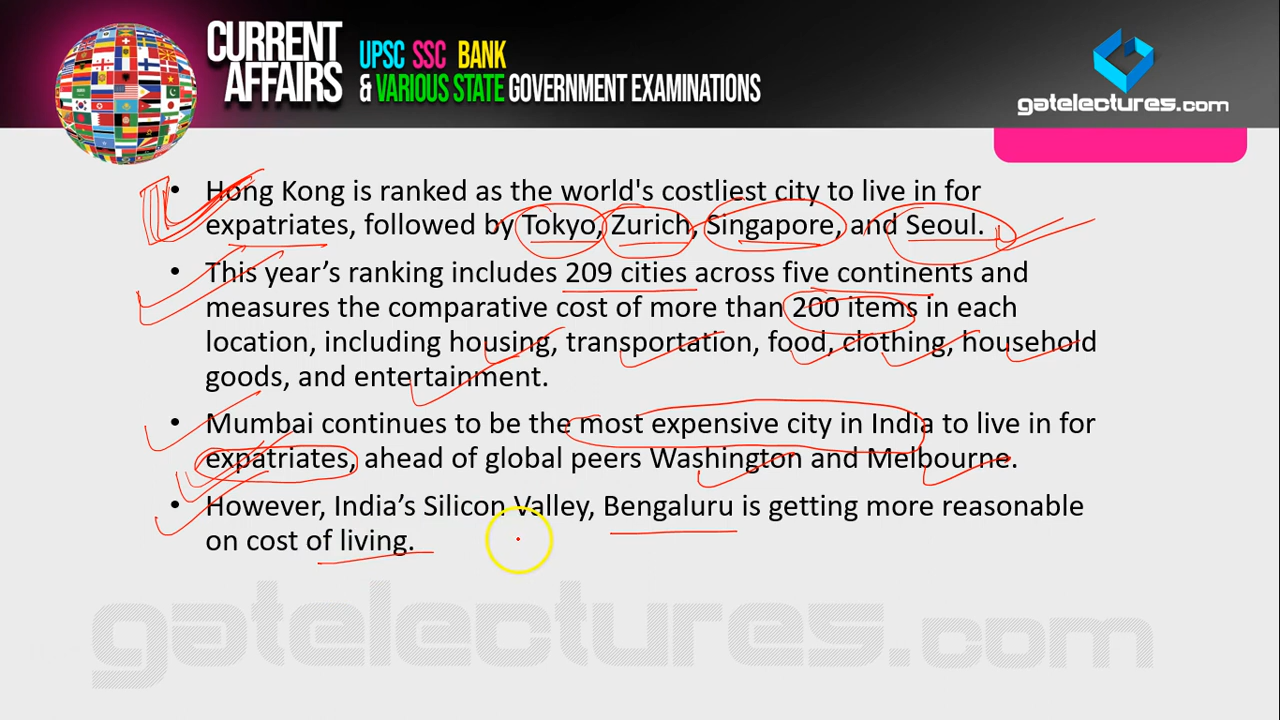 CURRENT
AFFAIRS
UPSC SSC BANK
& VARIOUS STATE GOVERNMENT EXAMINATIONS
gatelectures.com
• Hong Kong is ranked as the world's costliest city to live in for
expatriates, followed by Tokyo, Zurich, Singapore, and Seoul.
• This year’s ranking includes 209 cities across five continents and
measures the comparative cost of more than 200 items in each
location, including housing, transportation, food, clothing, household
goods, and entertainment.
• Mumbai continues to be the most expensive city in India to live in for
expatriates, ahead of global peers Washington and Melbourne.
• However, India’s Silicon Valley, Bengaluru is getting more reasonable
on cost of living.
gatelectures.com